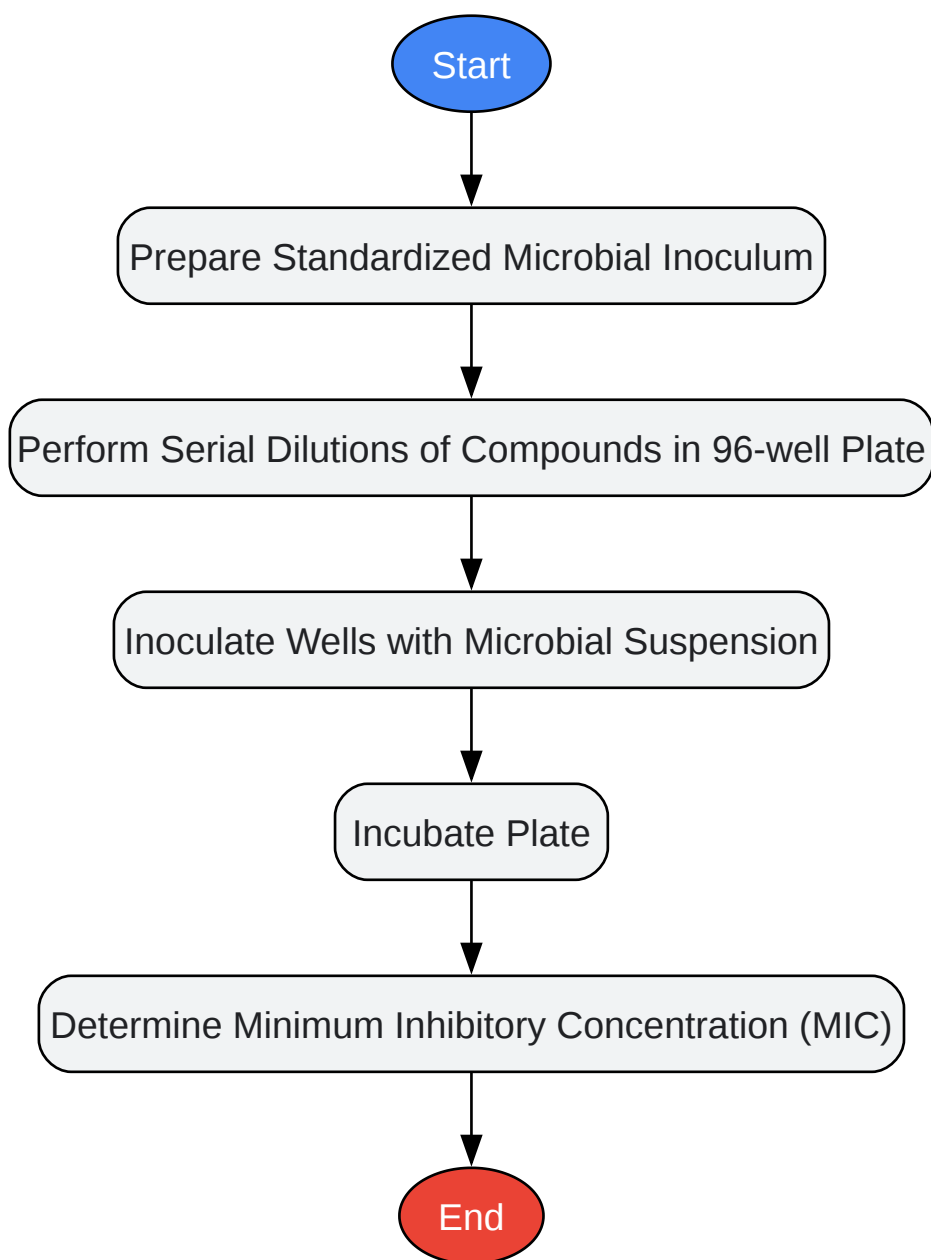 Start
Prepare Standardized Microbial Inoculum
Perform Serial Dilutions of Compounds in 96-well Plate
Inoculate Wells with Microbial Suspension
Incubate Plate
Determine Minimum Inhibitory Concentration (MIC)
End